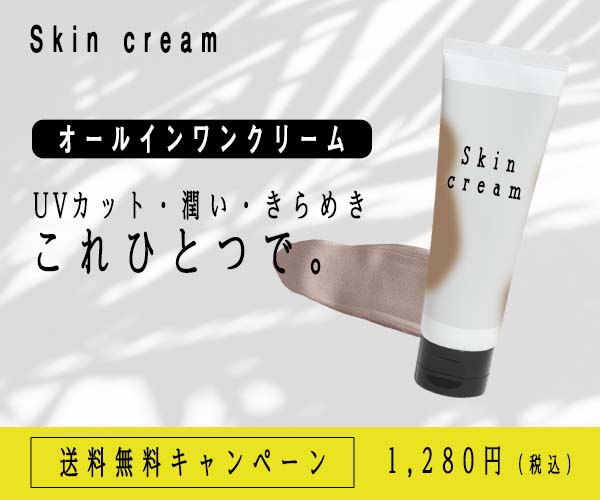 Skin cream
オールインワンクリーム
UVカット・潤い・きらめき
これひとつで。
Skin
cream
送料無料キャンペーン
1,280円(税込)